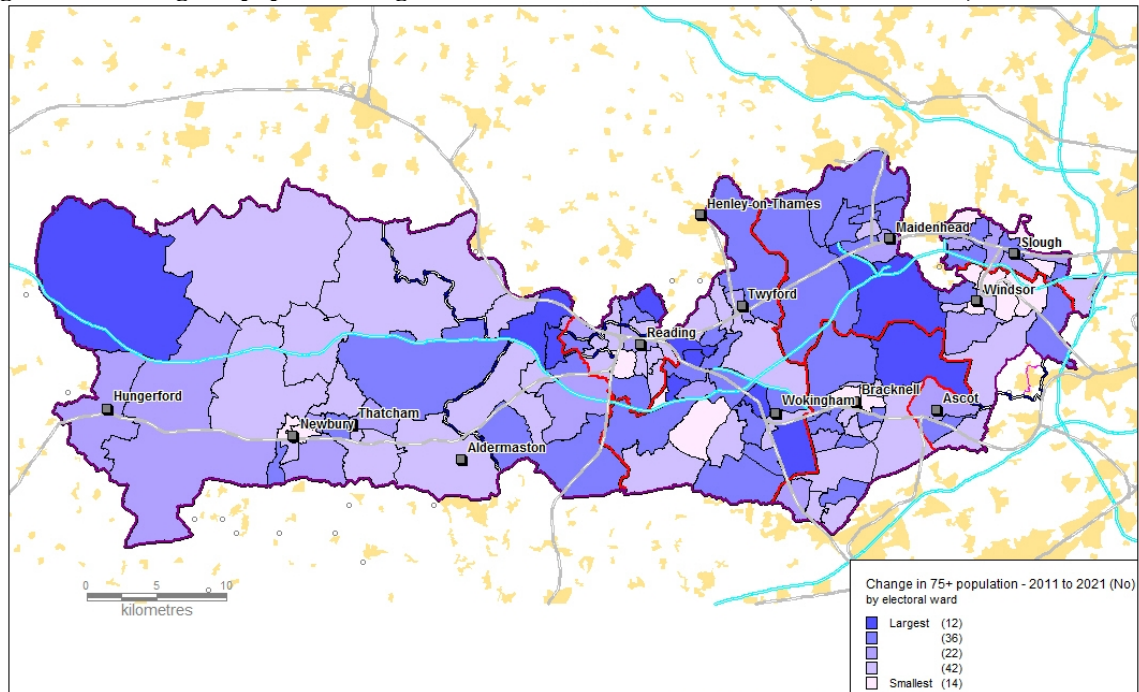 Henley-on-Thames
Maidenhead
Slough
Windsor
Twyford
Reading
Hungerford
Newbury
Thatcham
Aldermaston
Wokingham
Bracknell
Ascot
0 5 10
kilometres
Change in 75+ population - 2011 to 2021 (No)
by electoral ward
Largest (12)
(36)
(22)
(42)
Smallest (14)